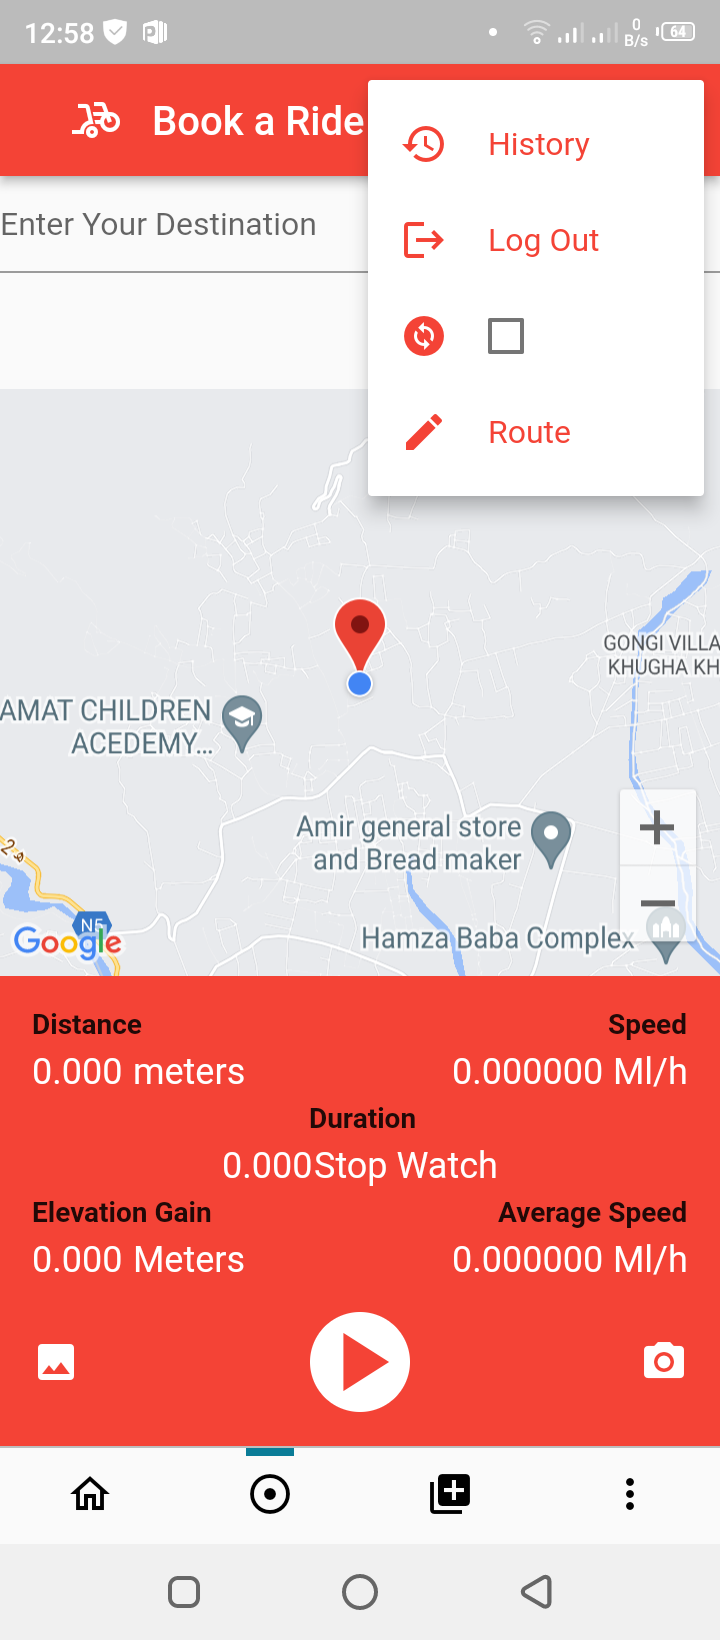 12:58
0
B/s
64
Book a Ride
History
Log Out
Route
Enter Your Destination
GONGI VILLA
KHUGHA KH
AMAT CHILDREN
ACEDEMY...
Amir general store
and Bread maker
N5
Google
Hamza Baba Complex
Distance
Speed
0.000 meters
0.000000 Ml/h
Duration
0.000Stop Watch
Elevation Gain
Average Speed
0.000 Meters
0.000000 Ml/h